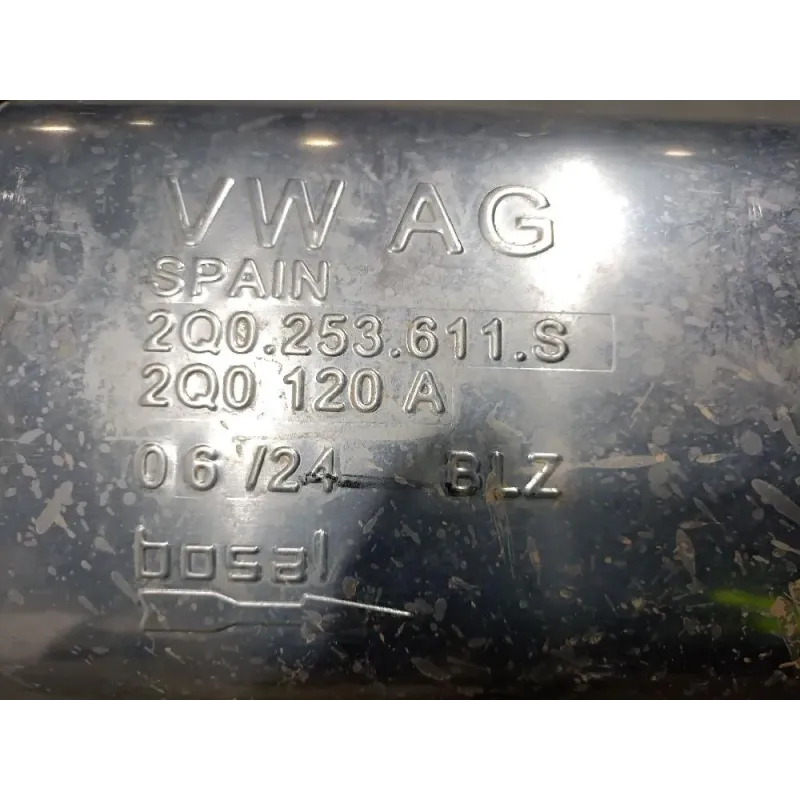 VW AG
SPAIN
2Q0.253.611.S
2Q0 120 A
06/24 BLZ
bosal